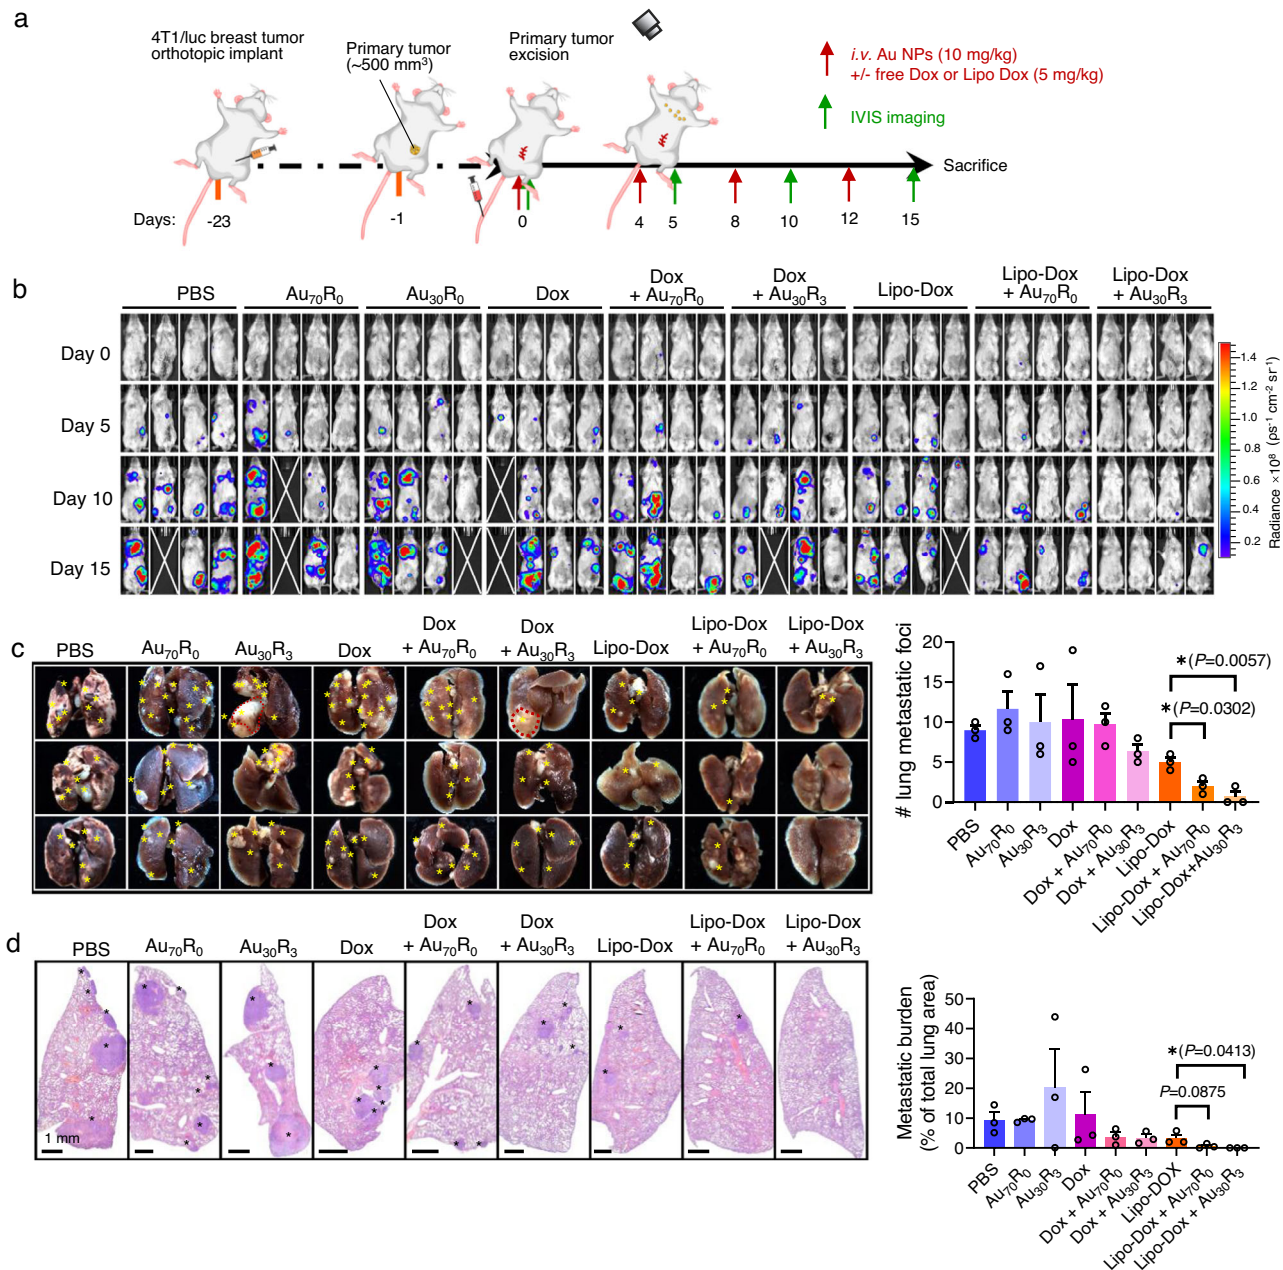 a
4T1/luc breast tumor
orthotopic implant
Primary tumor
(~500 mm³)
Primary tumor
excision
i.v. Au NPs (10 mg/kg)
+/- free Dox or Lipo Dox (5 mg/kg)
IVIS imaging
Sacrifice
Days: -23 -1 0 4 5 8 10 12 15
b
PBS Au₇₀R₀ Au₃₀R₀ Dox Dox + Au₇₀R₀ Dox + Au₃₀R₃ Lipo-Dox Lipo-Dox + Au₇₀R₀ Lipo-Dox + Au₃₀R₃
Day 0
Day 5
Day 10
Day 15
1.4
1.2
1.0
0.8
0.6
0.4
0.2
Radiance ×10⁸ (ρs⁻¹ cm⁻² sr⁻¹)
c
PBS Au₇₀R₀ Au₃₀R₃ Dox Dox + Au₇₀R₀ Dox + Au₃₀R₃ Lipo-Dox Lipo-Dox + Au₇₀R₀ Lipo-Dox + Au₃₀R₃
# lung metastatic foci
20
15
10
5
0
*(P=0.0057)
*(P=0.0302)
PBS
Au₇₀R₀
Au₃₀R₃
Dox
Dox + Au₇₀R₀
Dox + Au₃₀R₃
Lipo-Dox
Lipo-Dox + Au₇₀R₀
Lipo-Dox+Au₃₀R₃
d
PBS Au₇₀R₀ Au₃₀R₃ Dox Dox + Au₇₀R₀ Dox + Au₃₀R₃ Lipo-Dox Lipo-Dox + Au₇₀R₀ Lipo-Dox + Au₃₀R₃
1 mm
Metastatic burden
(% of total lung area)
50
40
30
20
10
0
*(P=0.0413)
P=0.0875
PBS
Au₇₀R₀
Au₃₀R₃
Dox
Dox + Au₇₀R₀
Dox + Au₃₀R₃
Lipo-DOX
Lipo-Dox + Au₇₀R₀
Lipo-Dox + Au₃₀R₃